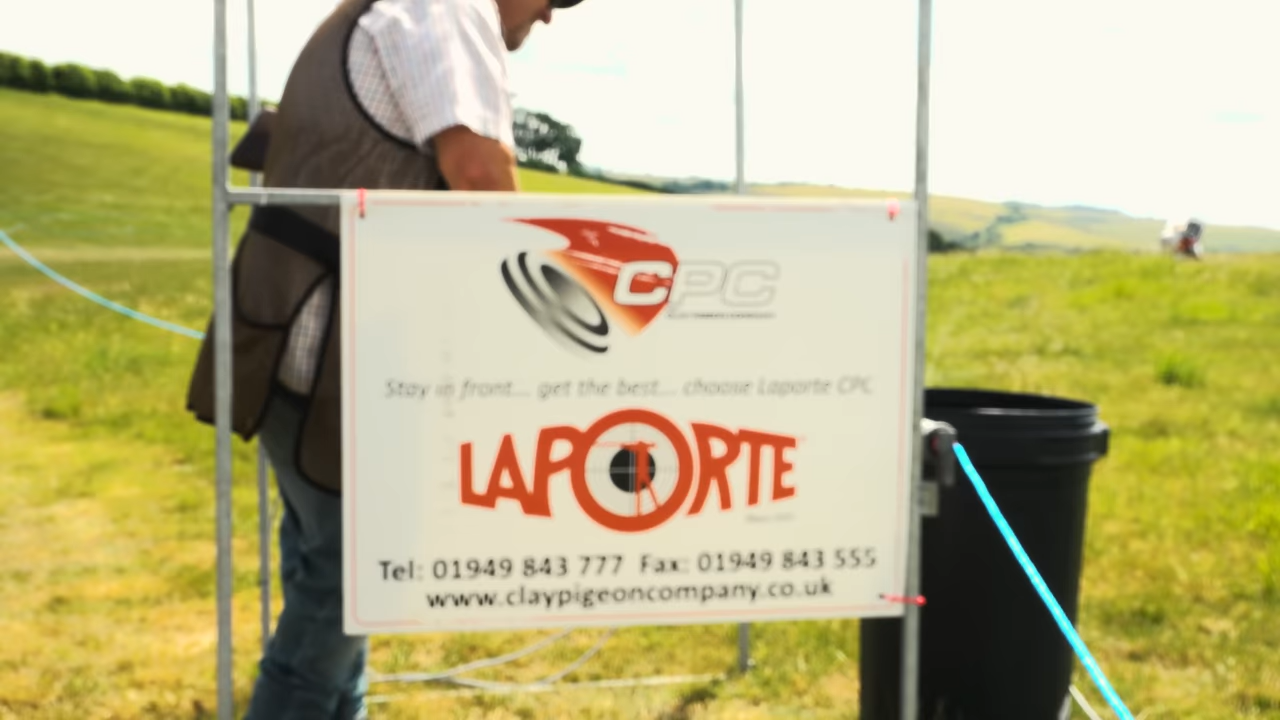 CPC
Stay in front... get the best... choose Laporte CPC
LAPORTE
Tel: 01949 843 777 Fax: 01949 843 555
www.claypigeoncompany.co.uk